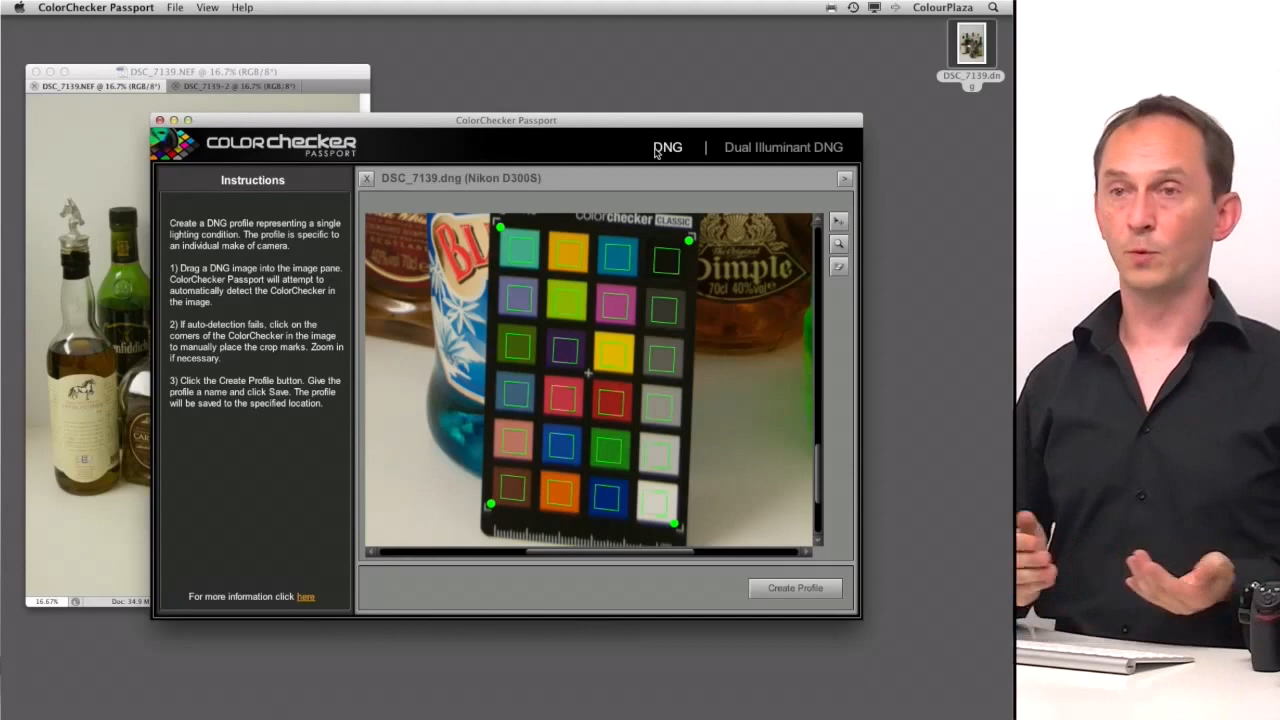 ColorChecker Passport File View Help ColourPlaza
DSC_7139.dn
g
DSC_7139.NEF @ 16.7% (RGB/8*)
DSC_7139.NEF @ 16.7% (RGB/8*) DSC_7139-2 @ 16.7% (RGB/8*)
ColorChecker Passport
colorchecker
PASSPORT
DNG | Dual Illuminant DNG
Instructions
X DSC_7139.dng (Nikon D300S) >
Create a DNG profile representing a single
lighting condition. The profile is specific to
an individual make of camera.
1) Drag a DNG image into the image pane.
ColorChecker Passport will attempt to
automatically detect the ColorChecker in
the image.
2) If auto-detection fails, click on the
corners of the ColorChecker in the image
to manually place the crop marks. Zoom in
if necessary.
3) Click the Create Profile button. Give the
profile a name and click Save. The profile
will be saved to the specified location.
For more information click here
colorchecker CLASSIC
The Original
Dimple
70cl 40%vol
BL
16.67% Doc: 34.9 M
Create Profile